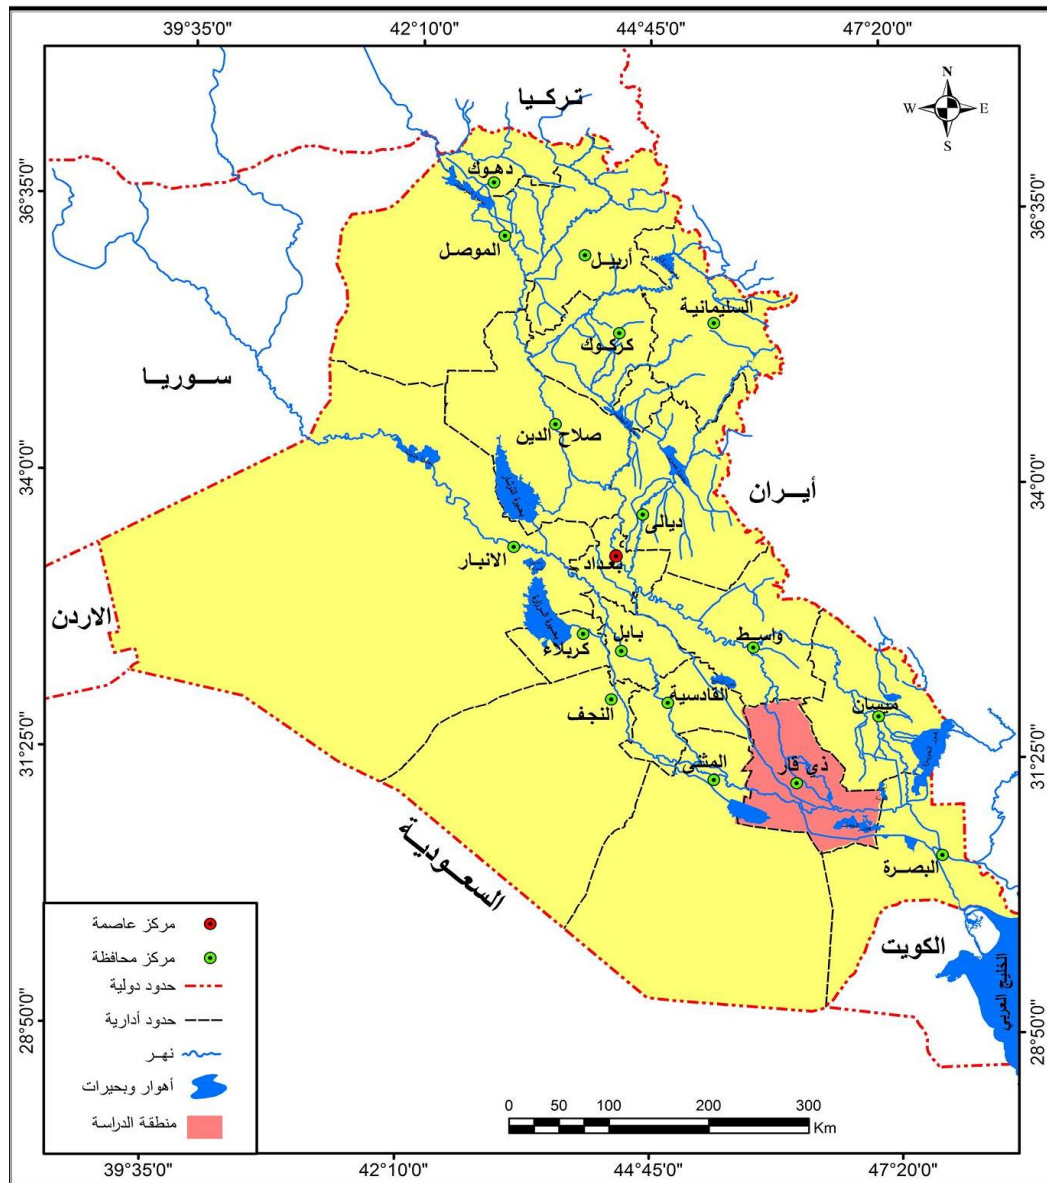 39°35'0"
42°10'0"
44°45'0"
47°20'0"
N
W
E
S
تركيا
دهوك
36°35'0"
36°35'0"
الموصل
أربيل
السليمانية
كركوك
سوريا
صلاح الدين
34°0'0"
34°0'0"
أيران
بحيرة الثرثار
ديالى
الانبار
بغداد
الاردن
بحيرة الرزازة
كربلاء
بابل
واسط
النجف
القادسية
ميسان
31°25'0"
31°25'0"
المثنى
ذي قار
السعودية
البصرة
الكويت
الخليج العربي
مركز عاصمة
مركز محافظة
حدود دولية
حدود أدارية
نهر
أهوار وبحيرات
منطقة الدراسة
28°50'0"
28°50'0"
0 50 100 200 300
Km
39°35'0"
42°10'0"
44°45'0"
47°20'0"